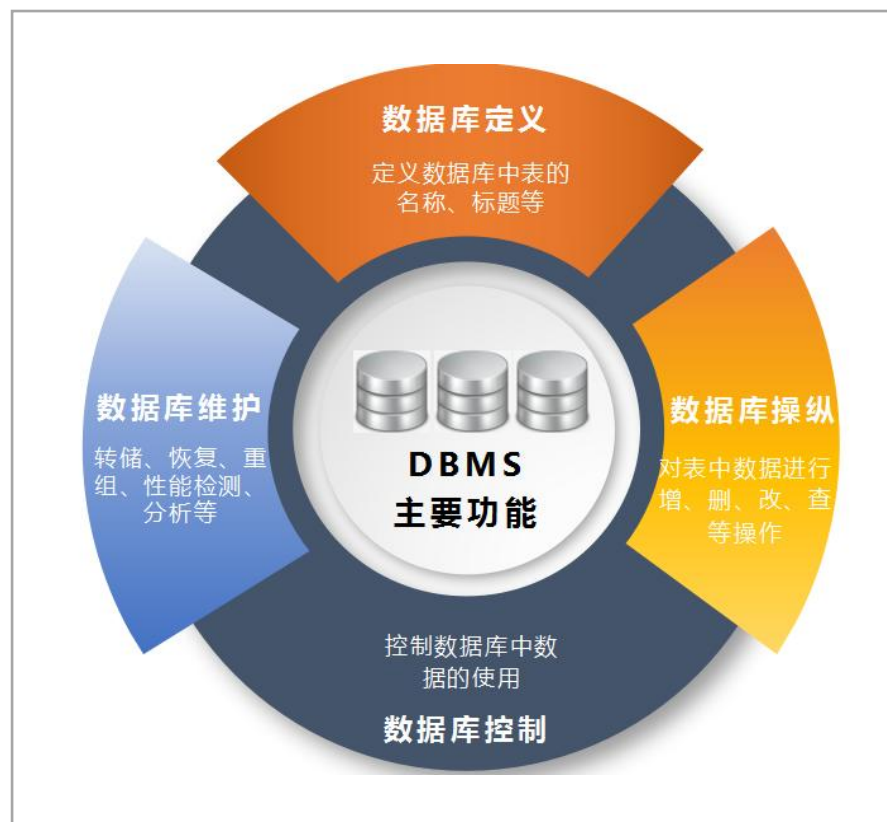 数据库定义
定义数据库中表的
名称、标题等
数据库维护
转储、恢复、重
组、性能检测、
分析等
DBMS
主要功能
数据库操纵
对表中数据进行
增、删、改、查
等操作
控制数据库中数
据的使用
数据库控制